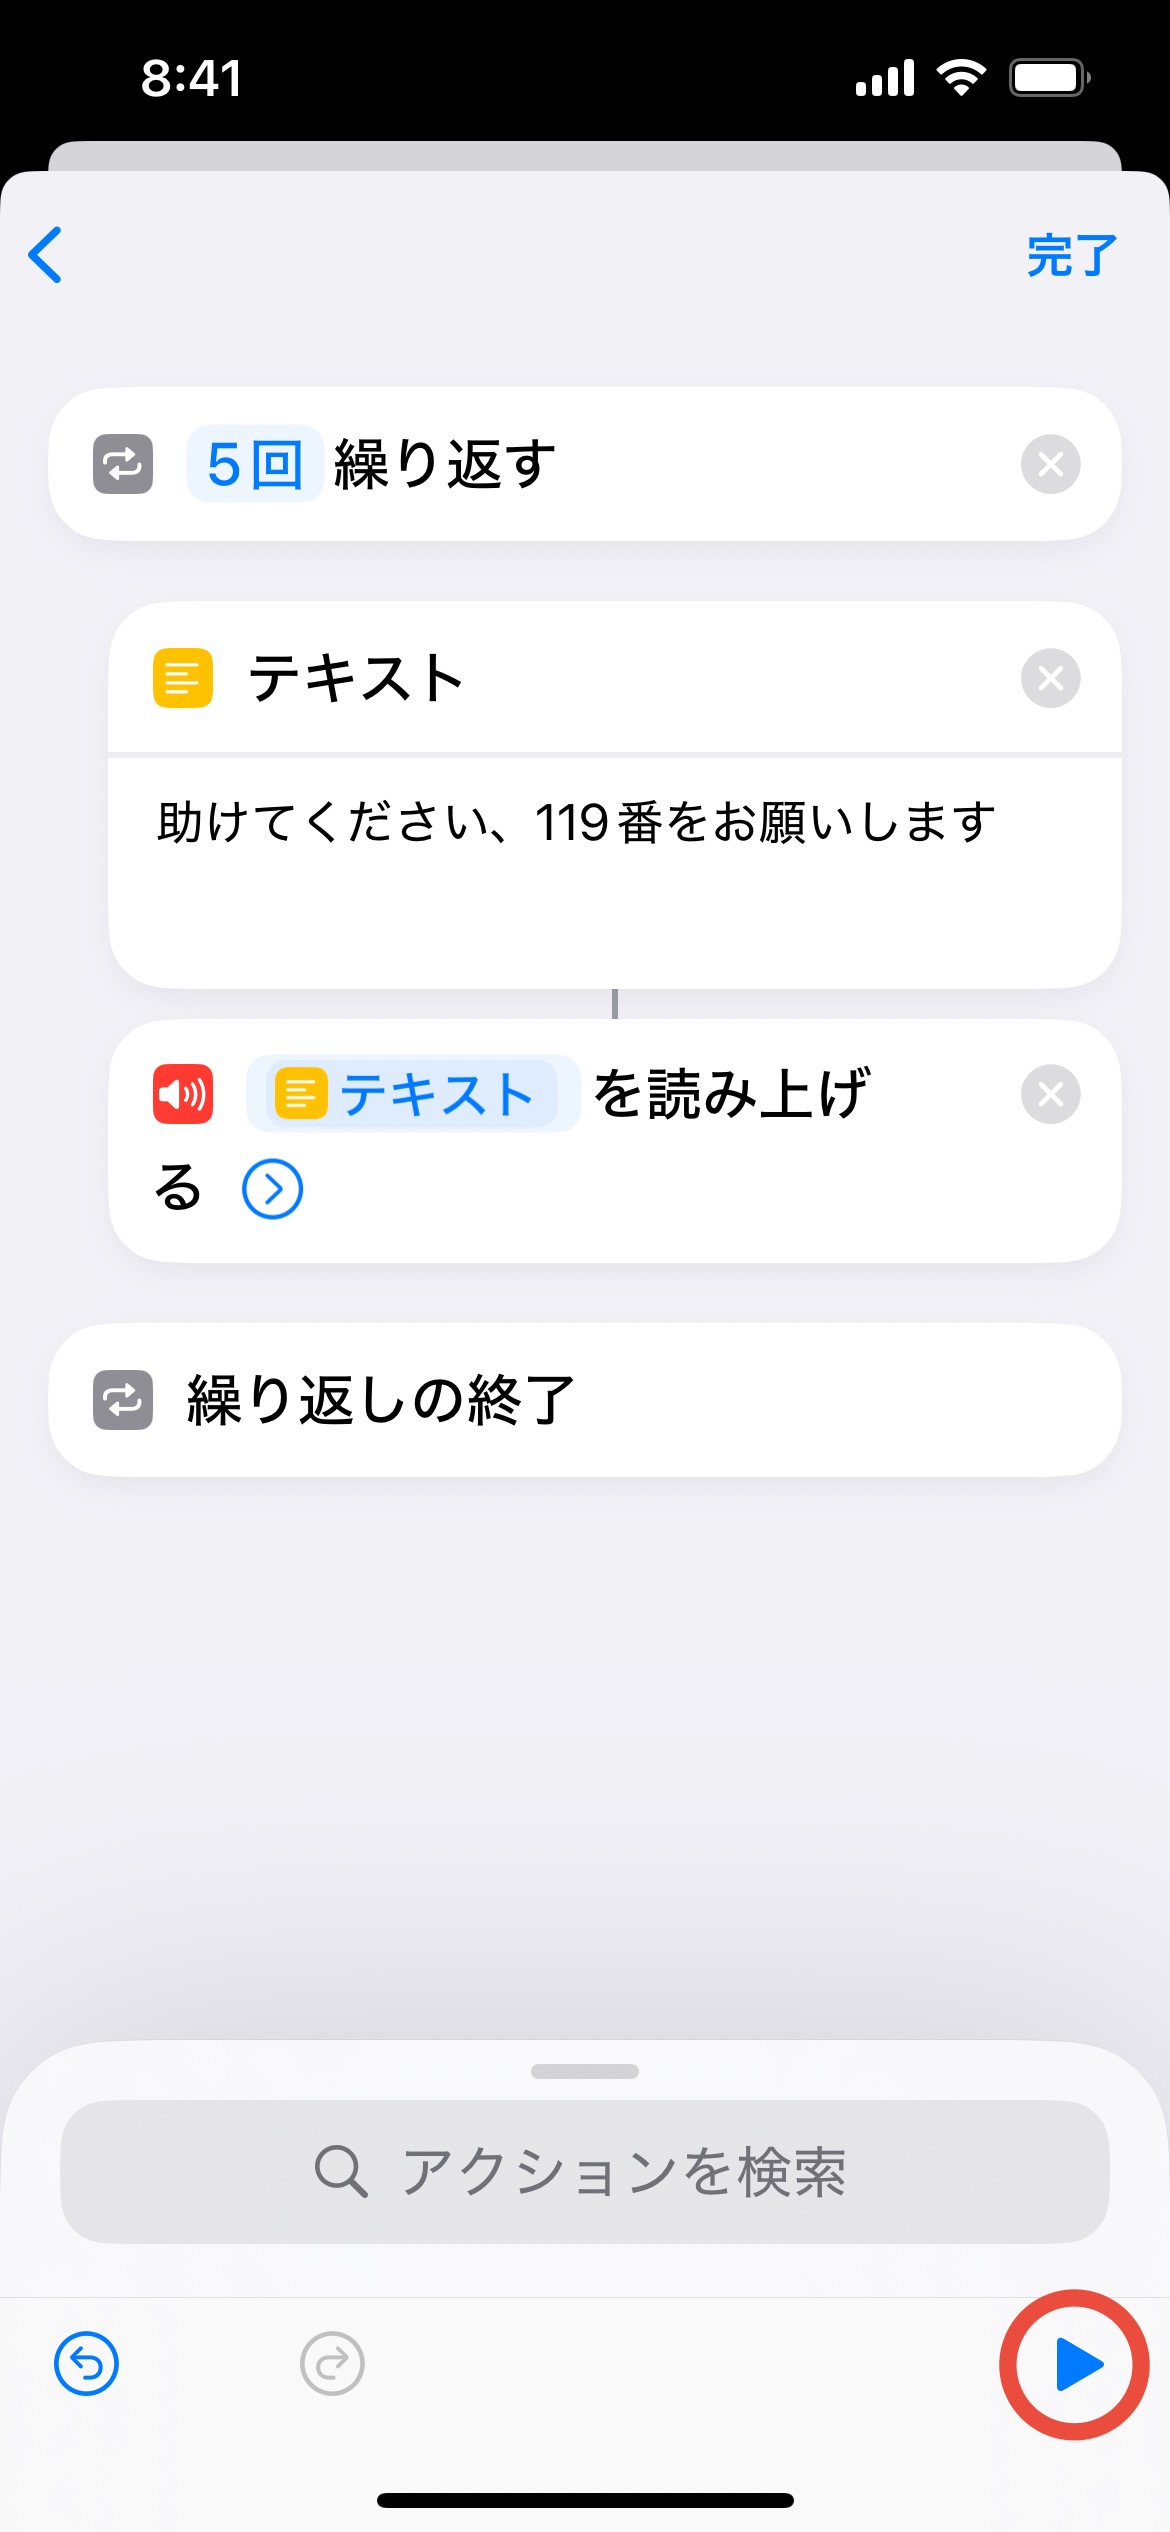 8:41
完了
5回 繰り返す
テキスト
助けてください、119番をお願いします
テキスト を読み上げ
る
繰り返しの終了
アクションを検索